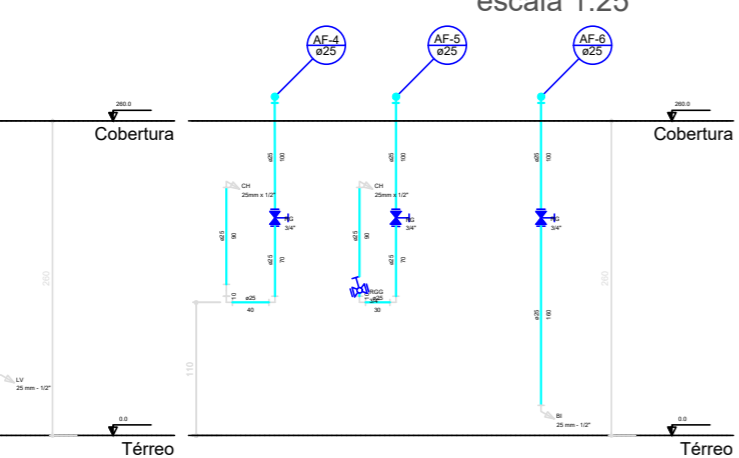 escala 1:25
AF-4
ø25
AF-5
ø25
AF-6
ø25
260.0
Cobertura
260.0
Cobertura
ø25
100
ø25
100
ø25
100
CH
25mm x 1/2"
CH
25mm x 1/2"
3/4"
3/4"
3/4"
ø25
90
ø25
70
ø25
90
ø25
70
260
260
10
ø25
40
10
30
ø25
160
110
LV
25 mm - 1/2"
BI
25 mm - 1/2"
0.0
Térreo
0.0
Térreo